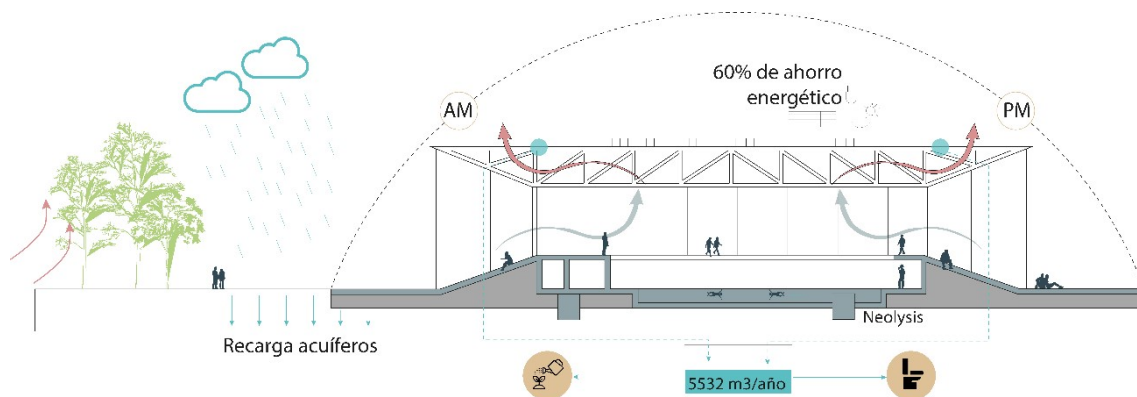 60% de ahorro
energético
AM
PM
Neolysis
Recarga acuíferos
5532 m3/año